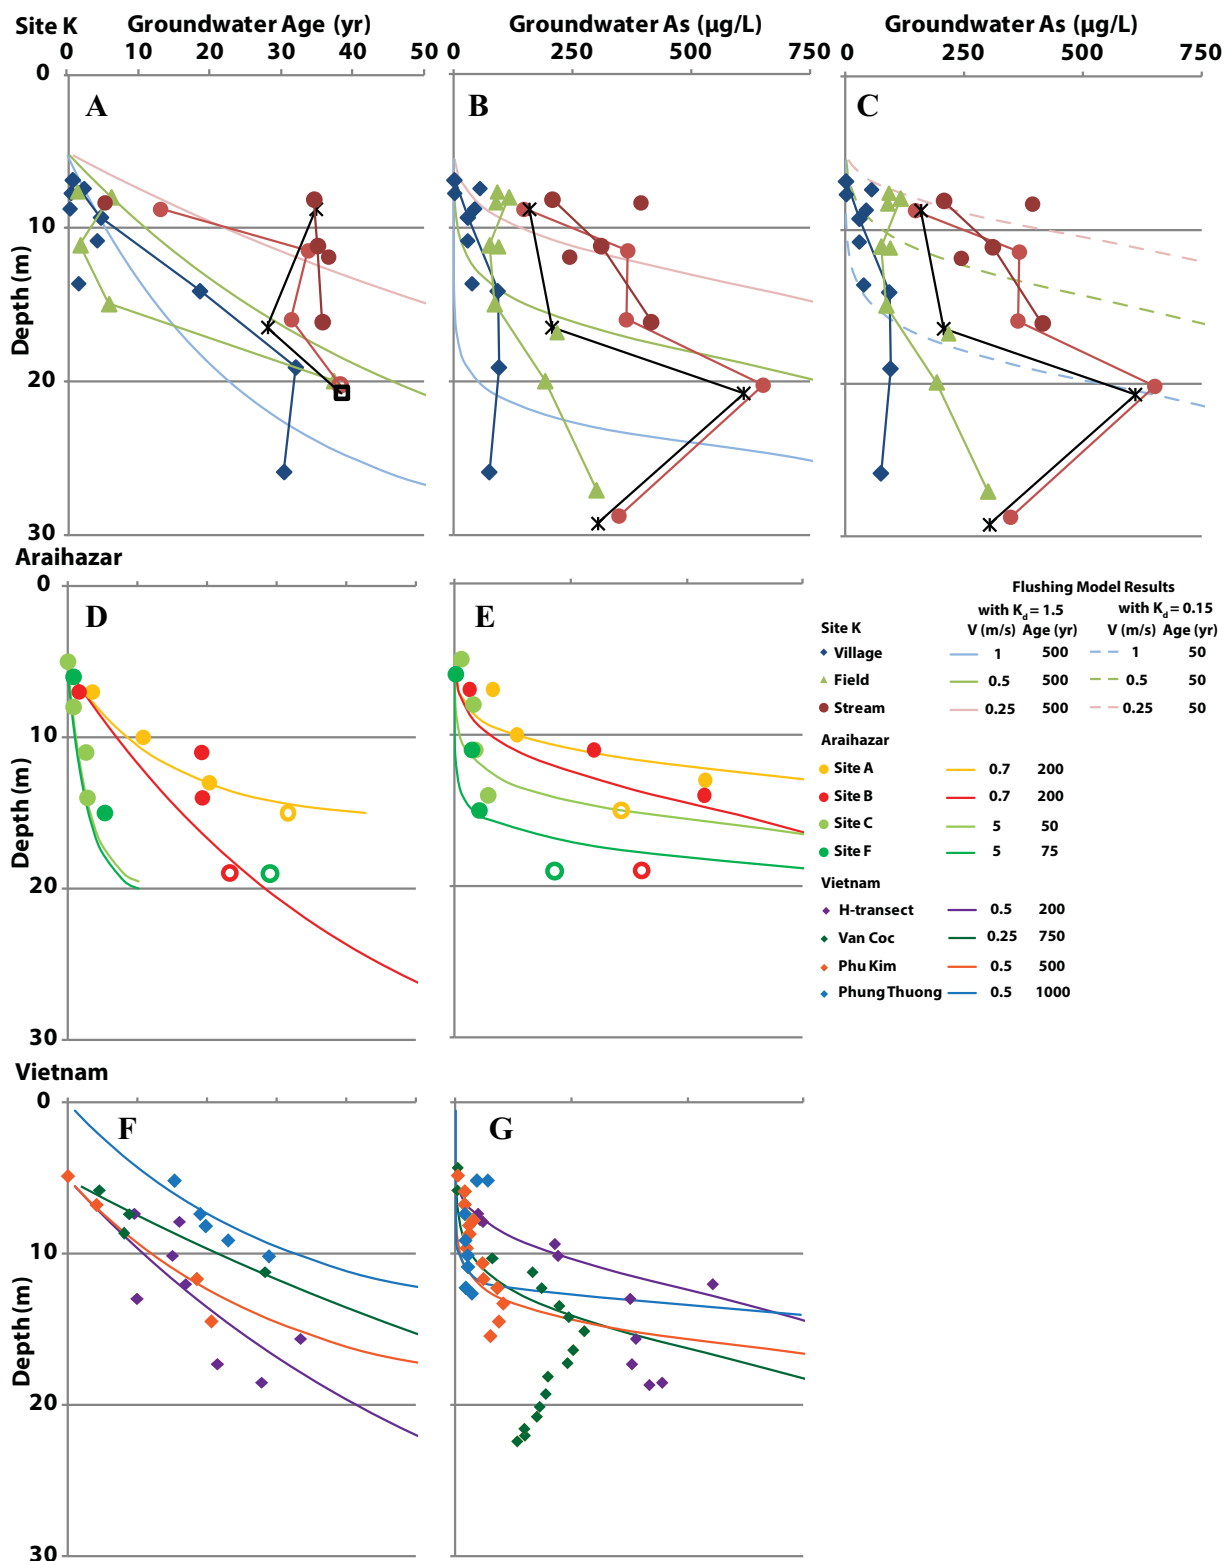 Site K
Groundwater Age (yr)
Groundwater As (µg/L)
Groundwater As (µg/L)
0 10 20 30 40 50
0 250 500 750
0 250 500 750
0
10
20
30
Depth (m)
A
B
C
Araihazar
0
10
20
30
Depth (m)
D
E
Flushing Model Results
with Kd = 1.5 with Kd = 0.15
Site K V (m/s) Age (yr) V (m/s) Age (yr)
Village 1 500 1 50
Field 0.5 500 0.5 50
Stream 0.25 500 0.25 50
Araihazar
Site A 0.7 200
Site B 0.7 200
Site C 5 50
Site F 5 75
Vietnam
H-transect 0.5 200
Van Coc 0.25 750
Phu Kim 0.5 500
Phung Thuong 0.5 1000
Vietnam
0
10
20
30
Depth (m)
F
G